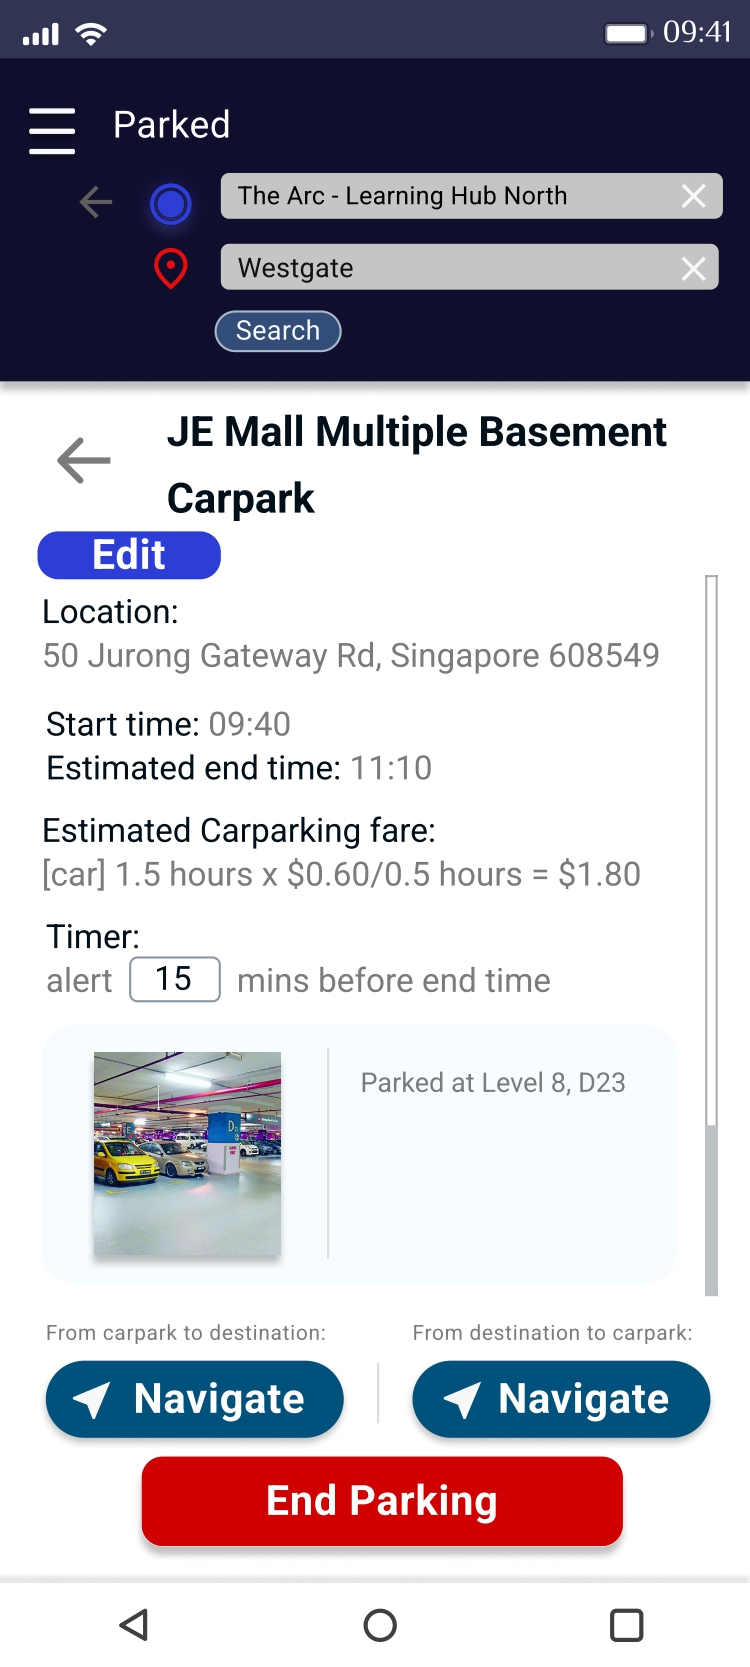 09:41
Parked
The Arc - Learning Hub North
Westgate
Search
JE Mall Multiple Basement
Carpark
Edit
Location:
50 Jurong Gateway Rd, Singapore 608549
Start time: 09:40
Estimated end time: 11:10
Estimated Carparking fare:
[car] 1.5 hours x $0.60/0.5 hours = $1.80
Timer:
alert 15 mins before end time
Parked at Level 8, D23
From carpark to destination:
From destination to carpark:
Navigate
Navigate
End Parking